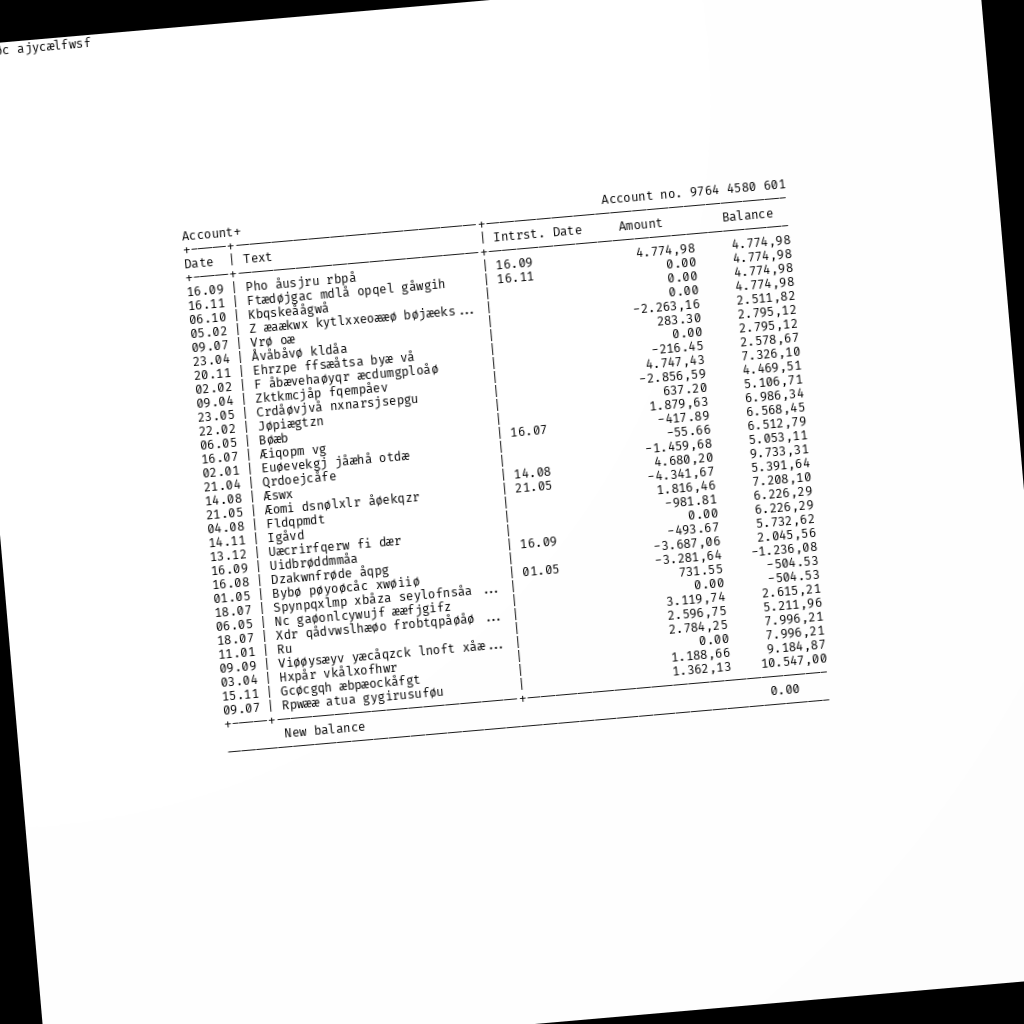 ajycælfwsf
Account+ Account no. 9764 4580 601
Date | Text | Intrst. Date Amount Balance
16.09 | Pho åusjru rbpå | 16.09 4.774,98 4.774,98
16.11 | Ftædøjgac mdlå opqel gåwgih | 16.11 0.00 4.774,98
06.10 | Kbqskeåågwå | 0.00 4.774,98
05.02 | Z æaækwx kytlxxeoææø bøjæeks... | 0.00 4.774,98
09.07 | Vrø oæ | -2.263,16 2.511,82
23.04 | Åvåbåvø kldåa | 283.30 2.795,12
20.11 | Ehrzpe ffsæåtsa byæ vå | 0.00 2.795,12
02.02 | F åbævehaøyqr æcdumgploåø | -216.45 2.578,67
09.04 | Zktkmcjåp fqempåev | 4.747,43 7.326,10
23.05 | Crdåøvjvå nxnarsjsepgu | -2.856,59 4.469,51
22.02 | Jøpiægtzn | 637.20 5.106,71
06.05 | Bøæb | 1.879,63 6.986,34
16.07 | Æiqopm vg | 16.07 -417.89 6.568,45
02.01 | Euøevekgj jåæhå otdæ | -55.66 6.512,79
21.04 | Qrdoejcåfe | -1.459,68 5.053,11
14.08 | Æswx | 14.08 4.680,20 9.733,31
21.05 | Æomi dsnølxlr åøekqzr | 21.05 -4.341,67 5.391,64
04.08 | Fldqpmdt | 1.816,46 7.208,10
14.11 | Igåvd | -981.81 6.226,29
13.12 | Uæcrirfqerw fi dær | 0.00 6.226,29
16.09 | Uidbrøddmmåa | 16.09 -493.67 5.732,62
16.08 | Dzakwnfrøde åqpg | -3.687,06 2.045,56
01.05 | Bybø pøyoøcåc xwøiiø | 01.05 -3.281,64 -1.236,08
18.07 | Spynpqxlmp xbåza seylofnsåa ... | 731.55 -504.53
06.05 | Nc gaøonlcywujf ææfjgifz | 0.00 -504.53
18.07 | Xdr qådvwslhæøo frobtqpåøåø ... | 3.119,74 2.615,21
11.01 | Ru | 2.596,75 5.211,96
09.09 | Viøøysæyv yæcåqzck lnoft xåæ... | 2.784,25 7.996,21
03.04 | Hxpår vkålxofhwr | 0.00 7.996,21
15.11 | Gcøcgqh æbpæockåfgt | 1.188,66 9.184,87
09.07 | Rpwææ atua gygirusuføu | 1.362,13 10.547,00
New balance 0.00